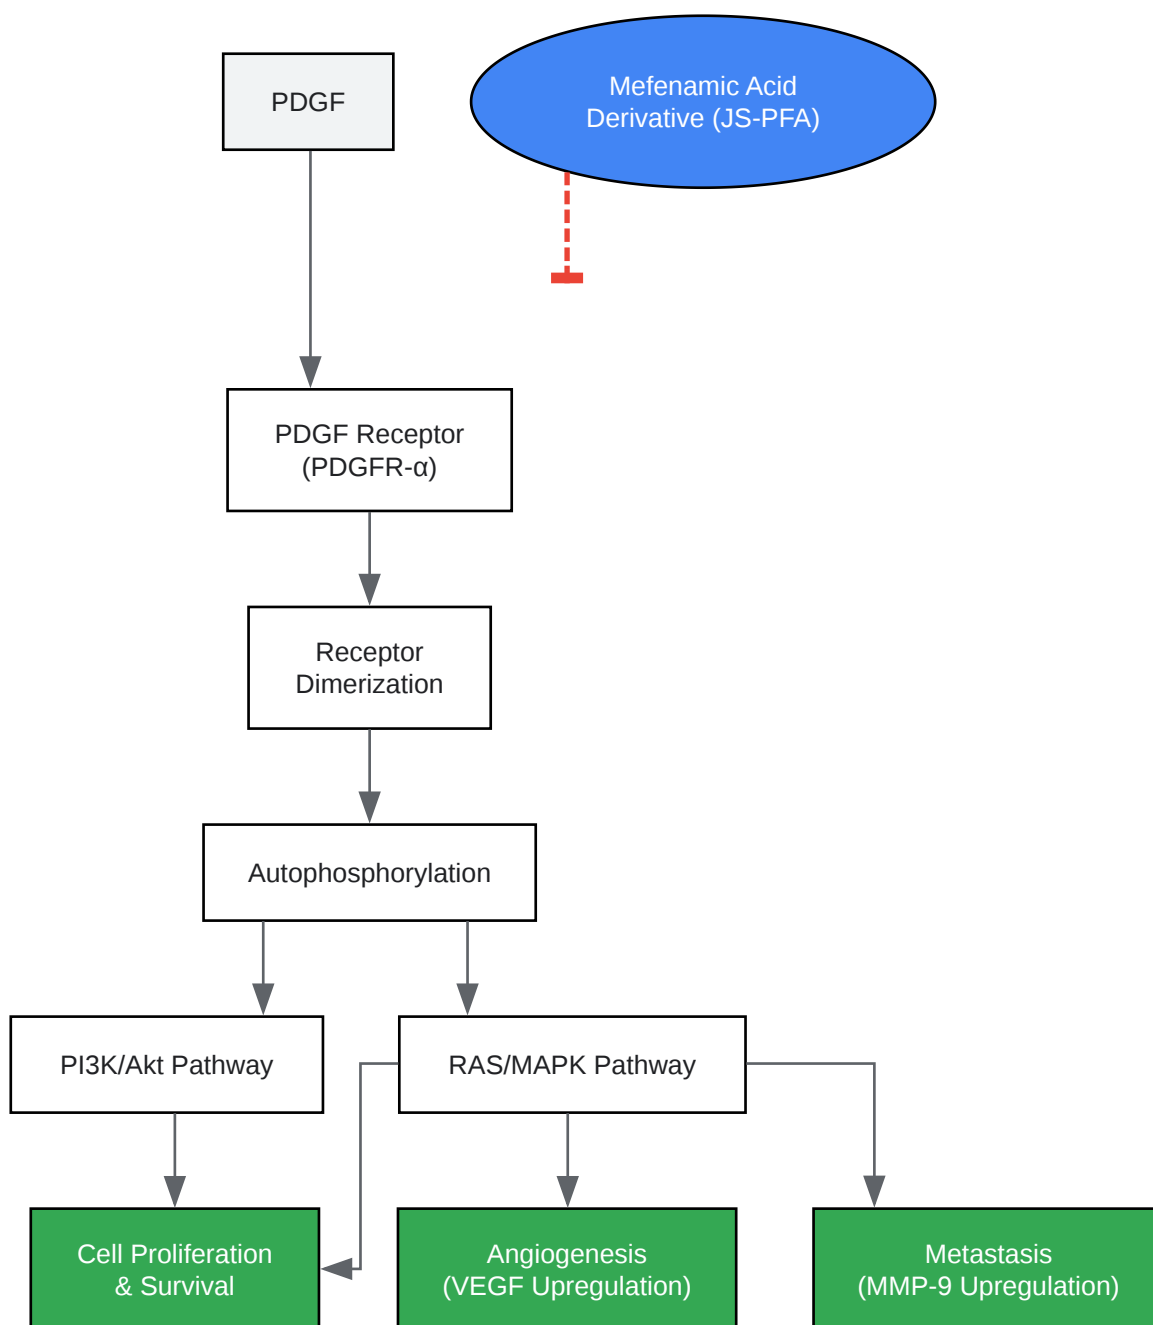 PDGF
Mefenamic Acid
Derivative (JS-PFA)
PDGF Receptor
(PDGFR-α)
Receptor
Dimerization
Autophosphorylation
PI3K/Akt Pathway
RAS/MAPK Pathway
Cell Proliferation
& Survival
Angiogenesis
(VEGF Upregulation)
Metastasis
(MMP-9 Upregulation)